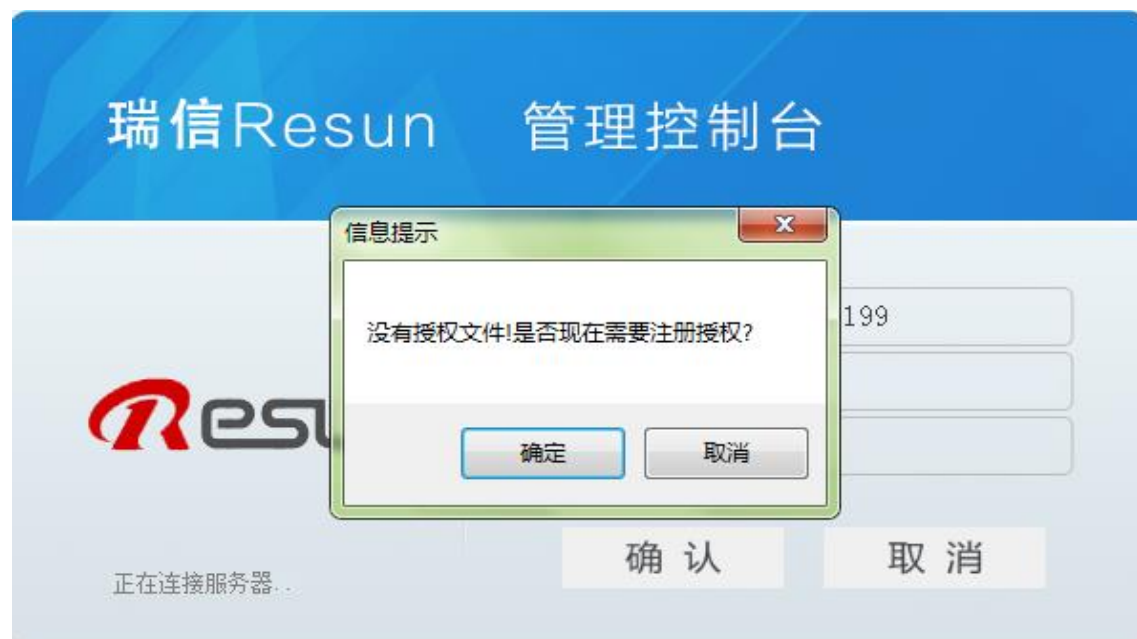 瑞信Resun 管理控制台
信息提示
没有授权文件!是否现在需要注册授权?
199
Resu
确定 取消
确 认 取 消
正在连接服务器. .